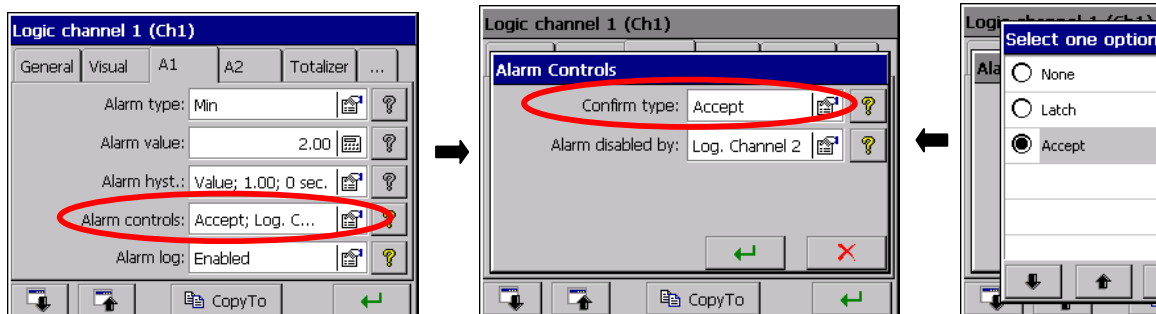 Logic channel 1 (Ch1)
General Visual A1 A2 Totalizer ...
Alarm type: Min
Alarm value: 2.00
Alarm hyst.: Value; 1.00; 0 sec.
Alarm controls: Accept; Log. C...
Alarm log: Enabled
CopyTo
Logic channel 1 (Ch1)
Alarm Controls
Confirm type: Accept
Alarm disabled by: Log. Channel 2
CopyTo
Select one option
None
Latch
Accept